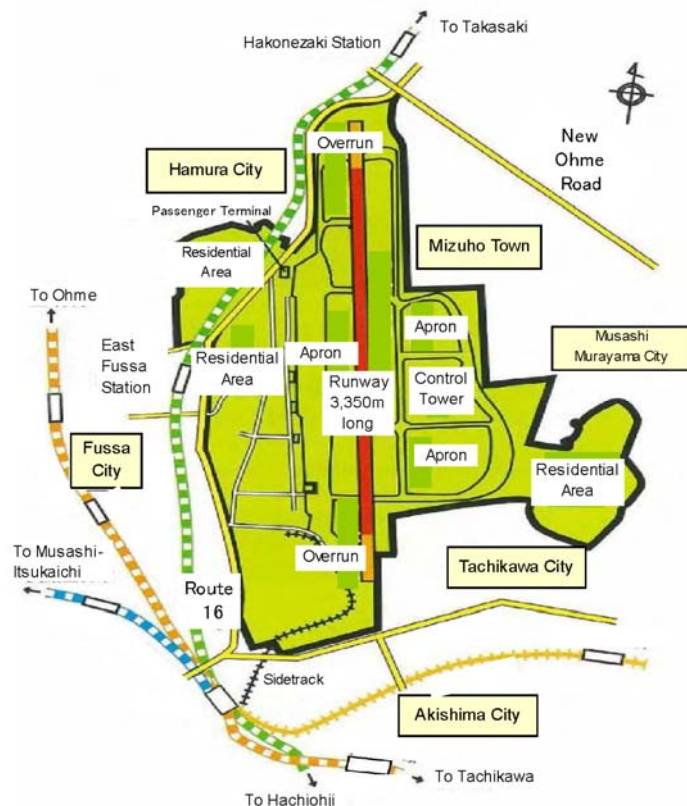 To Takasaki
Hakonezaki Station
New
Ohme
Road
Overrun
Hamura City
Passenger Terminal
Mizuho Town
Residential
Area
To Ohme
East
Fussa
Station
Residential
Area
Apron
Runway
3,350m
long
Apron
Control
Tower
Apron
Musashi
Murayama City
Fussa
City
Residential
Area
To Musashi-
Itsukaichi
Overrun
Tachikawa City
Route
16
Sidetrack
Akishima City
To Tachikawa
To Hachiohii